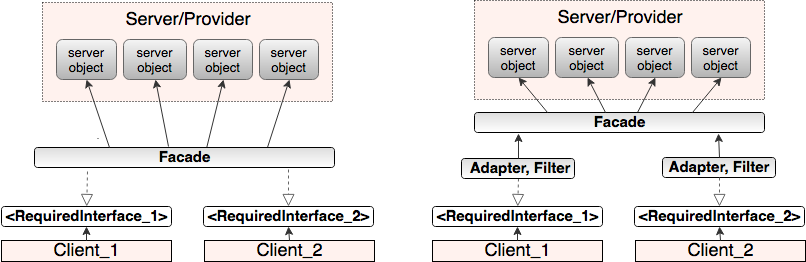 Server/Provider
server
object
server
object
server
object
server
object
Facade
<RequiredInterface_1>
<RequiredInterface_2>
Client_1
Client_2
Server/Provider
server
object
server
object
server
object
server
object
Facade
Adapter, Filter
Adapter, Filter
<RequiredInterface_1>
<RequiredInterface_2>
Client_1
Client_2